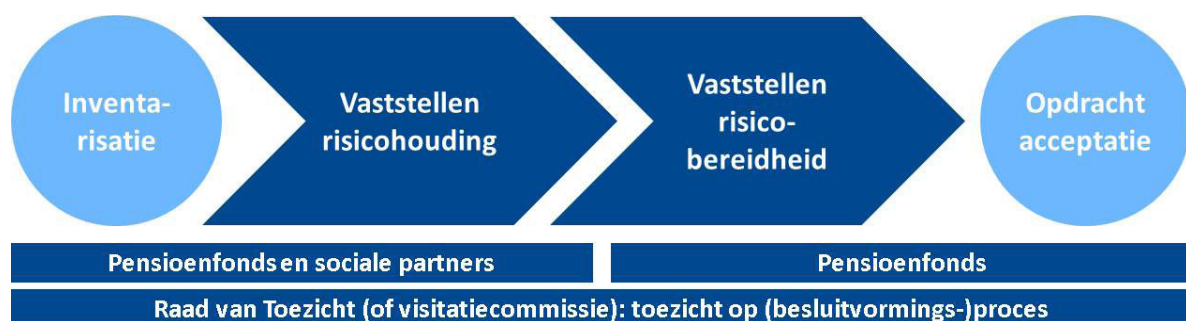 Inventa-
risatie
Vaststellen
risicohouding
Vaststellen
risico-
bereidheid
Opdracht
acceptatie
Pensioenfonds en sociale partners
Pensioenfonds
Raad van Toezicht (of visitatiecommissie): toezicht op (besluitvormings-)proces